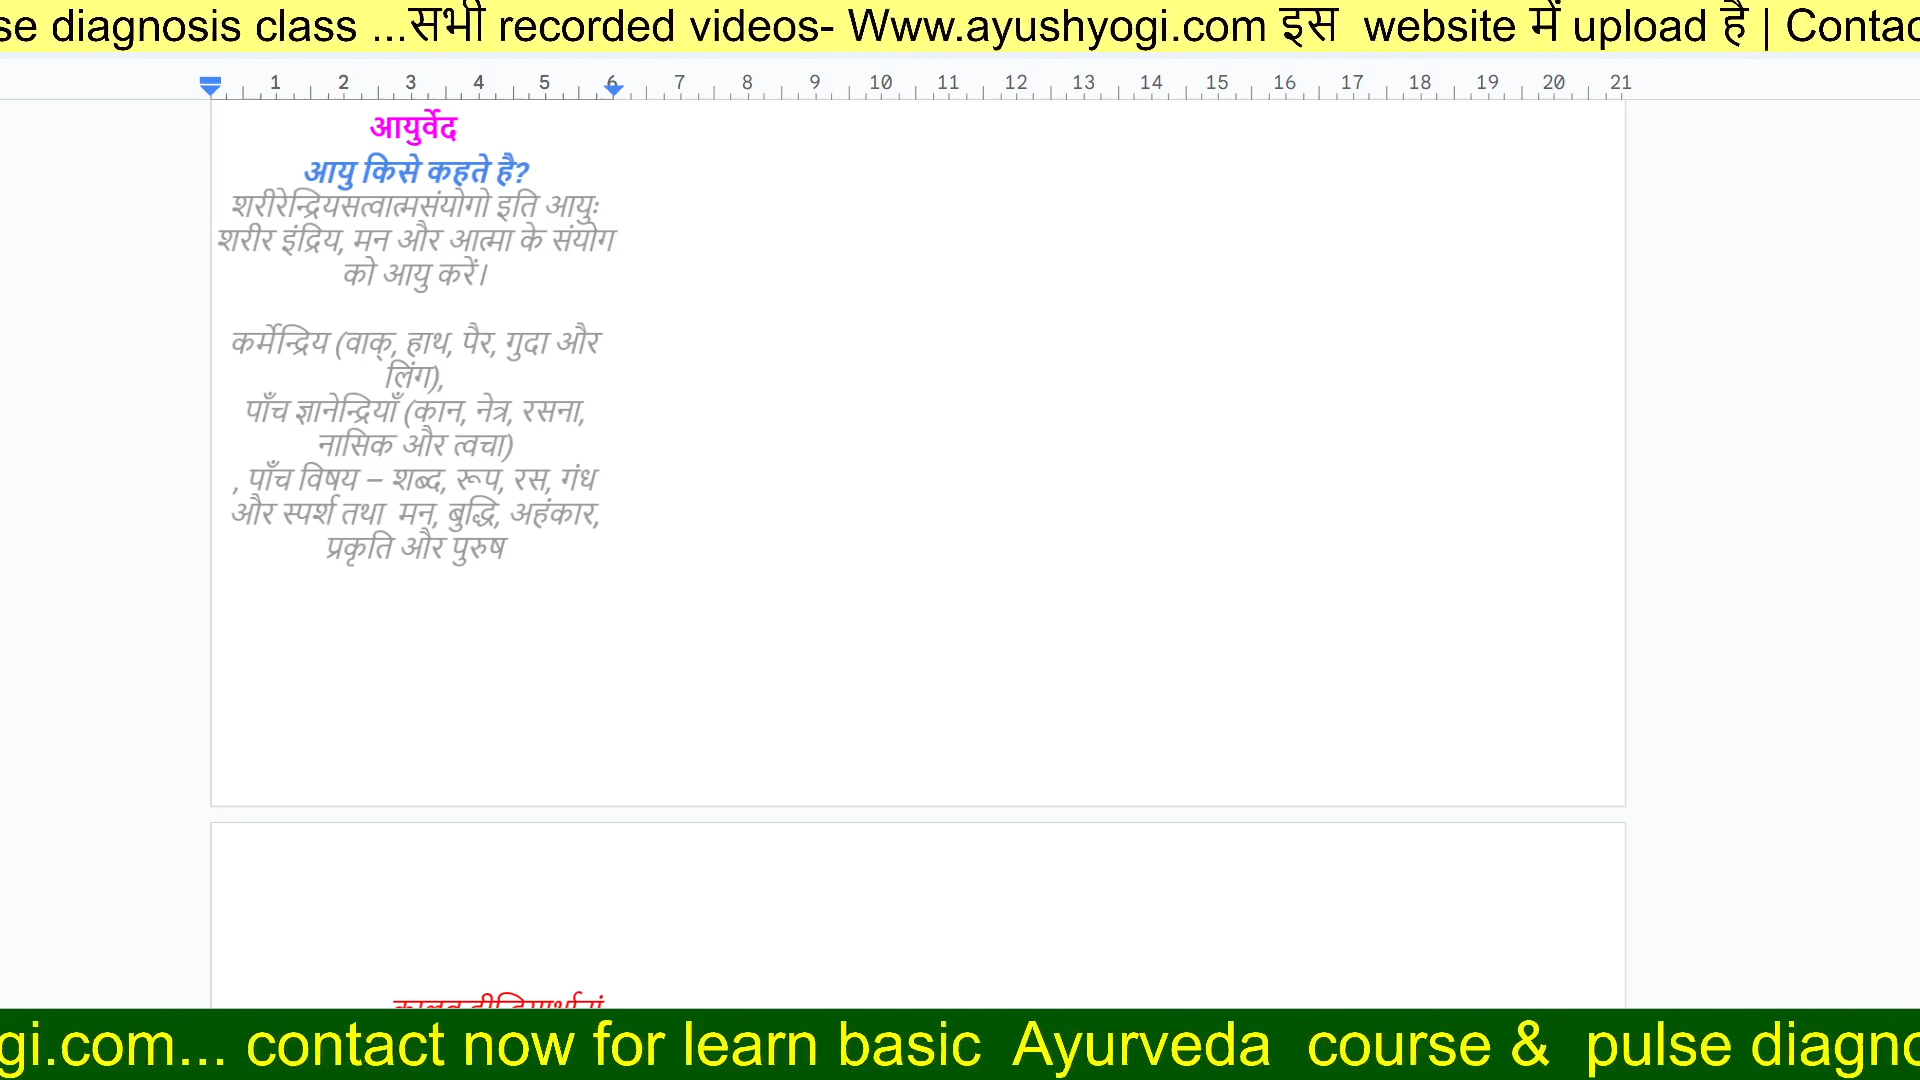 se diagnosis class ...सभी recorded videos- Www.ayushyogi.com इस website में upload है | Contac
1 2 3 4 5 6 7 8 9 10 11 12 13 14 15 16 17 18 19 20 21
आयुर्वेद
आयु किसे कहते है?
शरीरेन्द्रियसत्वात्मसंयोगो इति आयुः
शरीर इंद्रिय, मन और आत्मा के संयोग
को आयु करें।
कर्मेन्द्रिय (वाक्, हाथ, पैर, गुदा और
लिंग),
पाँच ज्ञानेन्द्रियाँ (कान, नेत्र, रसना,
नासिक और त्वचा)
, पाँच विषय – शब्द, रूप, रस, गंध
और स्पर्श तथा मन, बुद्धि, अहंकार,
प्रकृति और पुरुष
gi.com... contact now for learn basic Ayurveda course & pulse diagno